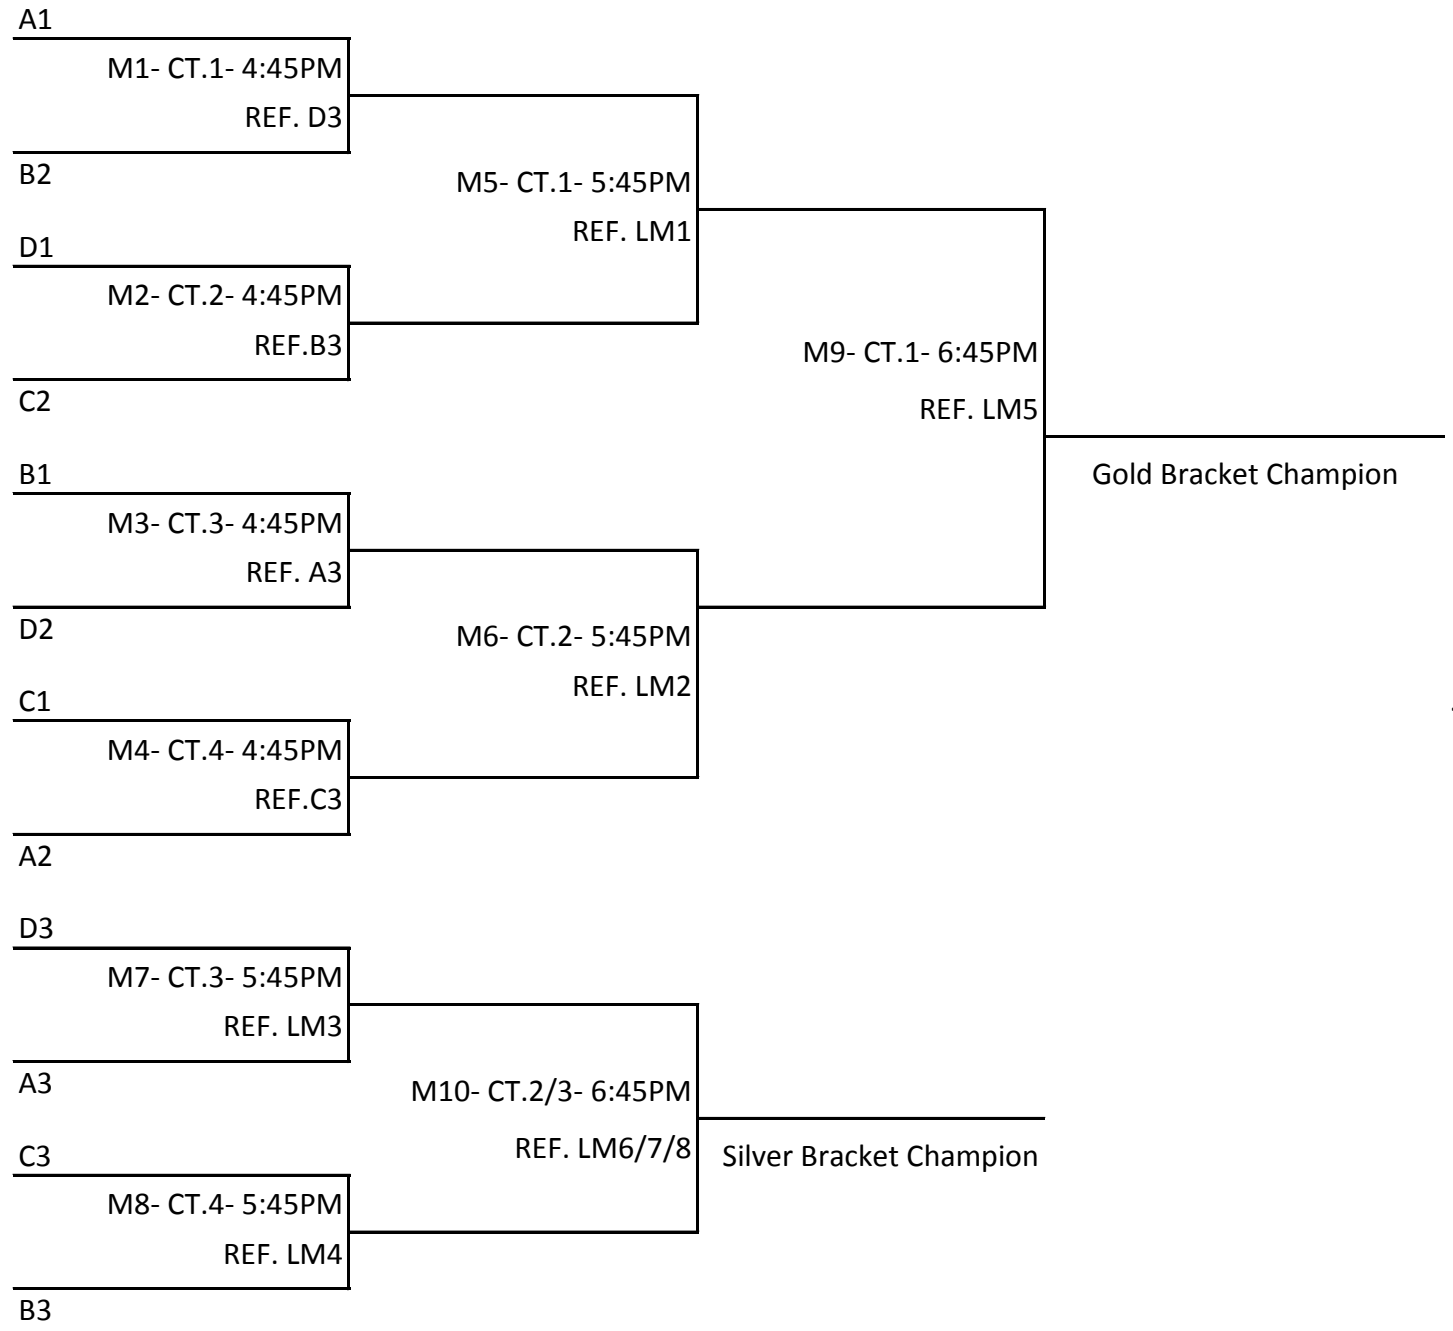 A1
M1- CT.1- 4:45PM
REF. D3
B2
M5- CT.1- 5:45PM
REF. LM1
D1
M2- CT.2- 4:45PM
REF.B3
C2
M9- CT.1- 6:45PM
REF. LM5
Gold Bracket Champion
B1
M3- CT.3- 4:45PM
REF. A3
D2
M6- CT.2- 5:45PM
REF. LM2
C1
M4- CT.4- 4:45PM
REF.C3
A2
D3
M7- CT.3- 5:45PM
REF. LM3
A3
M10- CT.2/3- 6:45PM
REF. LM6/7/8
Silver Bracket Champion
C3
M8- CT.4- 5:45PM
REF. LM4
B3